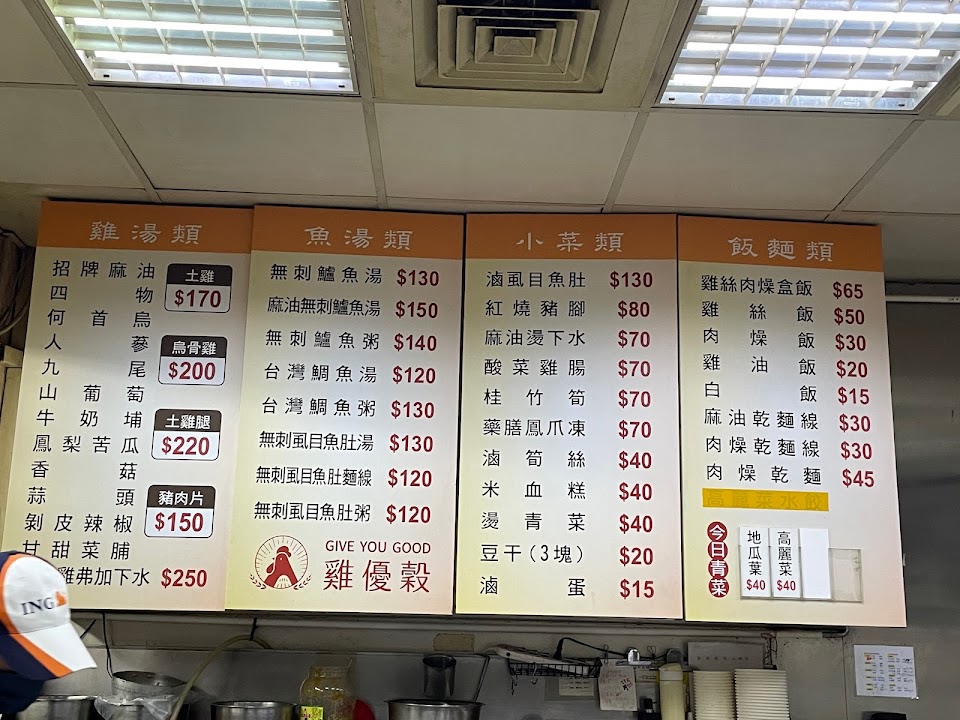 雞湯類
招牌麻油
四物
何首烏
人蔘
九尾
山葡萄
牛奶埔
鳳梨苦瓜
香菇
蒜頭
剝皮辣椒
甘甜菜脯
雞弗加下水 $250
土雞
$170
烏骨雞
$200
土雞腿
$220
豬肉片
$150
魚湯類
無刺鱸魚湯 $130
麻油無刺鱸魚湯 $150
無刺鱸魚粥 $140
台灣鯛魚湯 $120
台灣鯛魚粥 $130
無刺虱目魚肚湯 $130
無刺虱目魚肚麵線 $120
無刺虱目魚肚粥 $120
GIVE YOU GOOD
雞優穀
小菜類
滷虱目魚肚 $130
紅燒豬腳 $80
麻油燙下水 $70
酸菜雞腸 $70
桂竹筍 $70
藥膳鳳爪凍 $70
滷筍絲 $40
米血糕 $40
燙青菜 $40
豆干(3塊) $20
滷蛋 $15
飯麵類
雞絲肉燥盒飯 $65
雞絲飯 $50
肉燥飯 $30
雞油飯 $20
白飯 $15
麻油乾麵線 $30
肉燥乾麵線 $30
肉燥乾麵 $45
高麗菜水餃
今日青菜
地瓜葉 $40
高麗菜 $40
ING